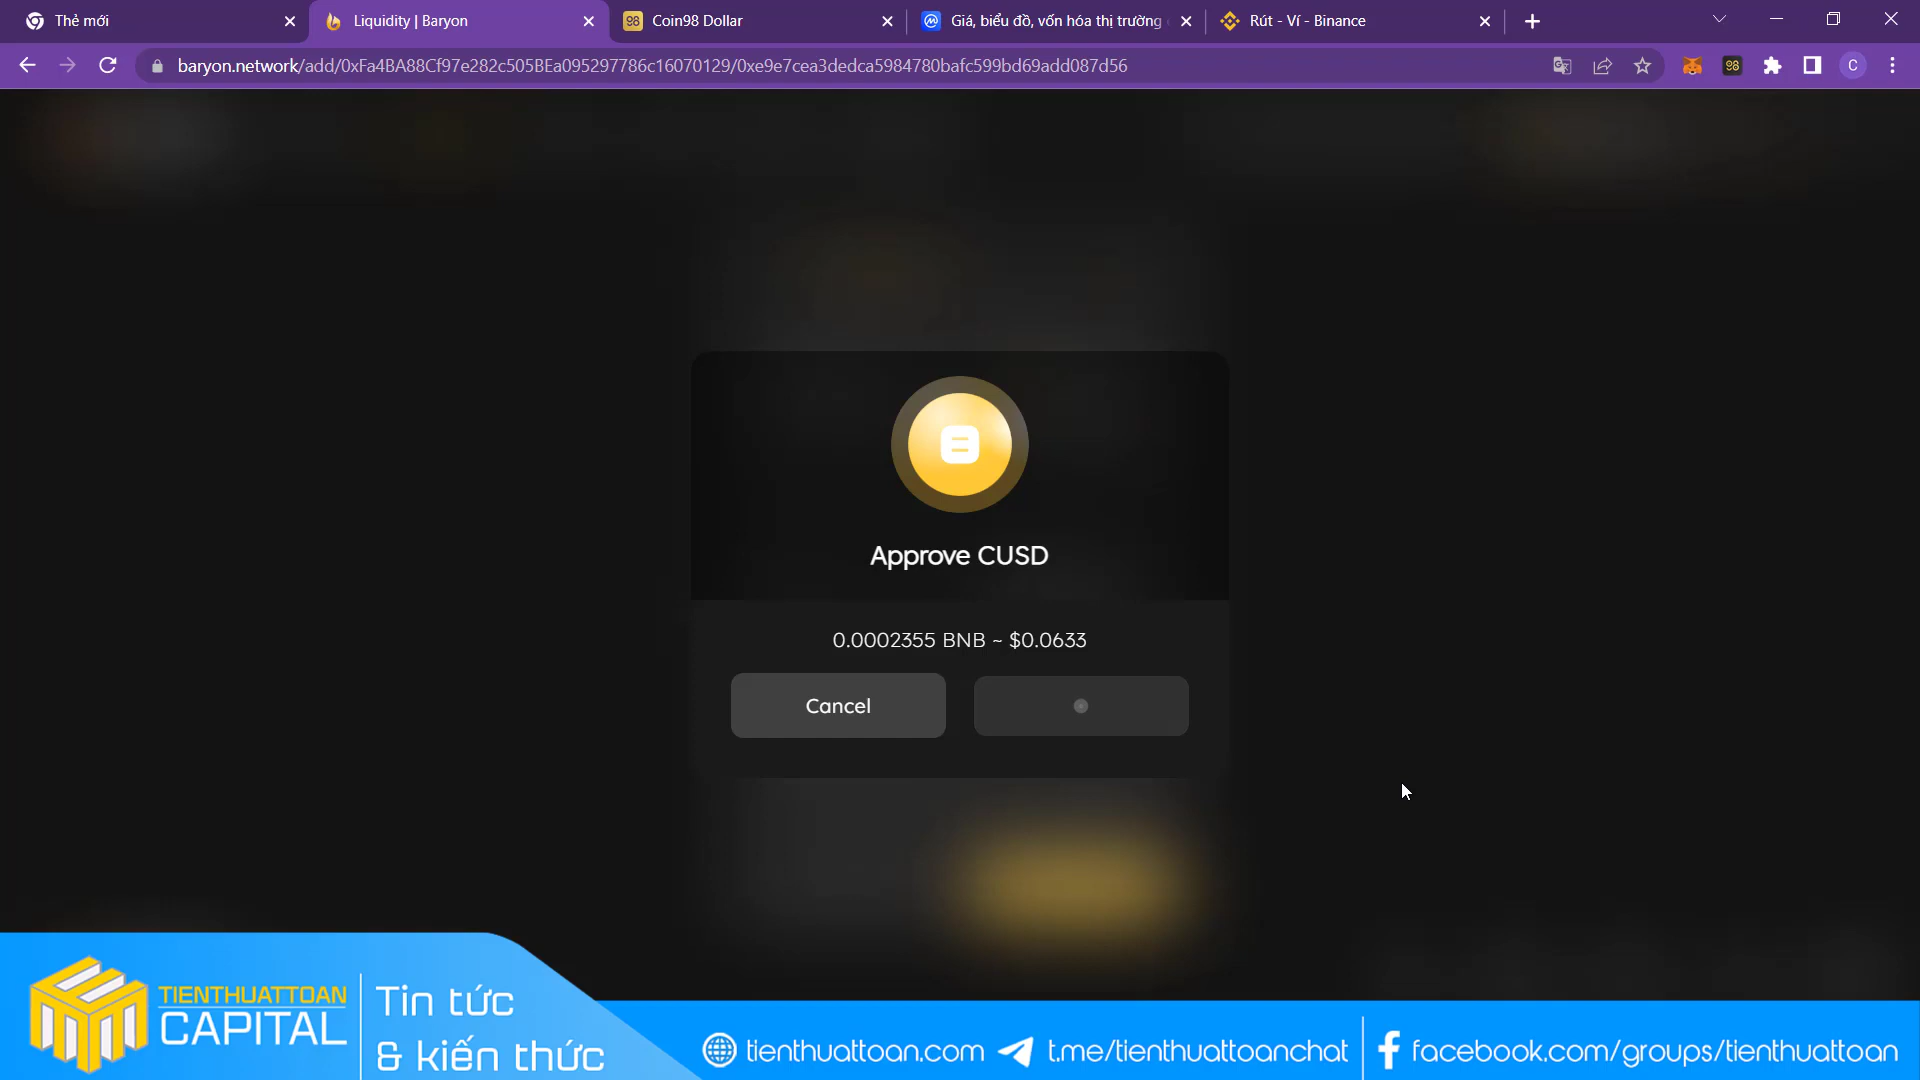 Thẻ mới
Liquidity | Baryon
Coin98 Dollar
Giá, biểu đồ, vốn hóa thị trường
Rút - Ví - Binance
baryon.network/add/0xFa4BA88Cf97e282c505BEa095297786c16070129/0xe9e7cea3dedca5984780bafc599bd69add087d56
98
C
Approve CUSD
0.0002355 BNB ~ $0.0633
Cancel
TIENTHUATTOAN
CAPITAL
Tin tức
& kiến thức
tienthuattoan.com
t.me/tienthuattoanchat
facebook.com/groups/tienthuattoan